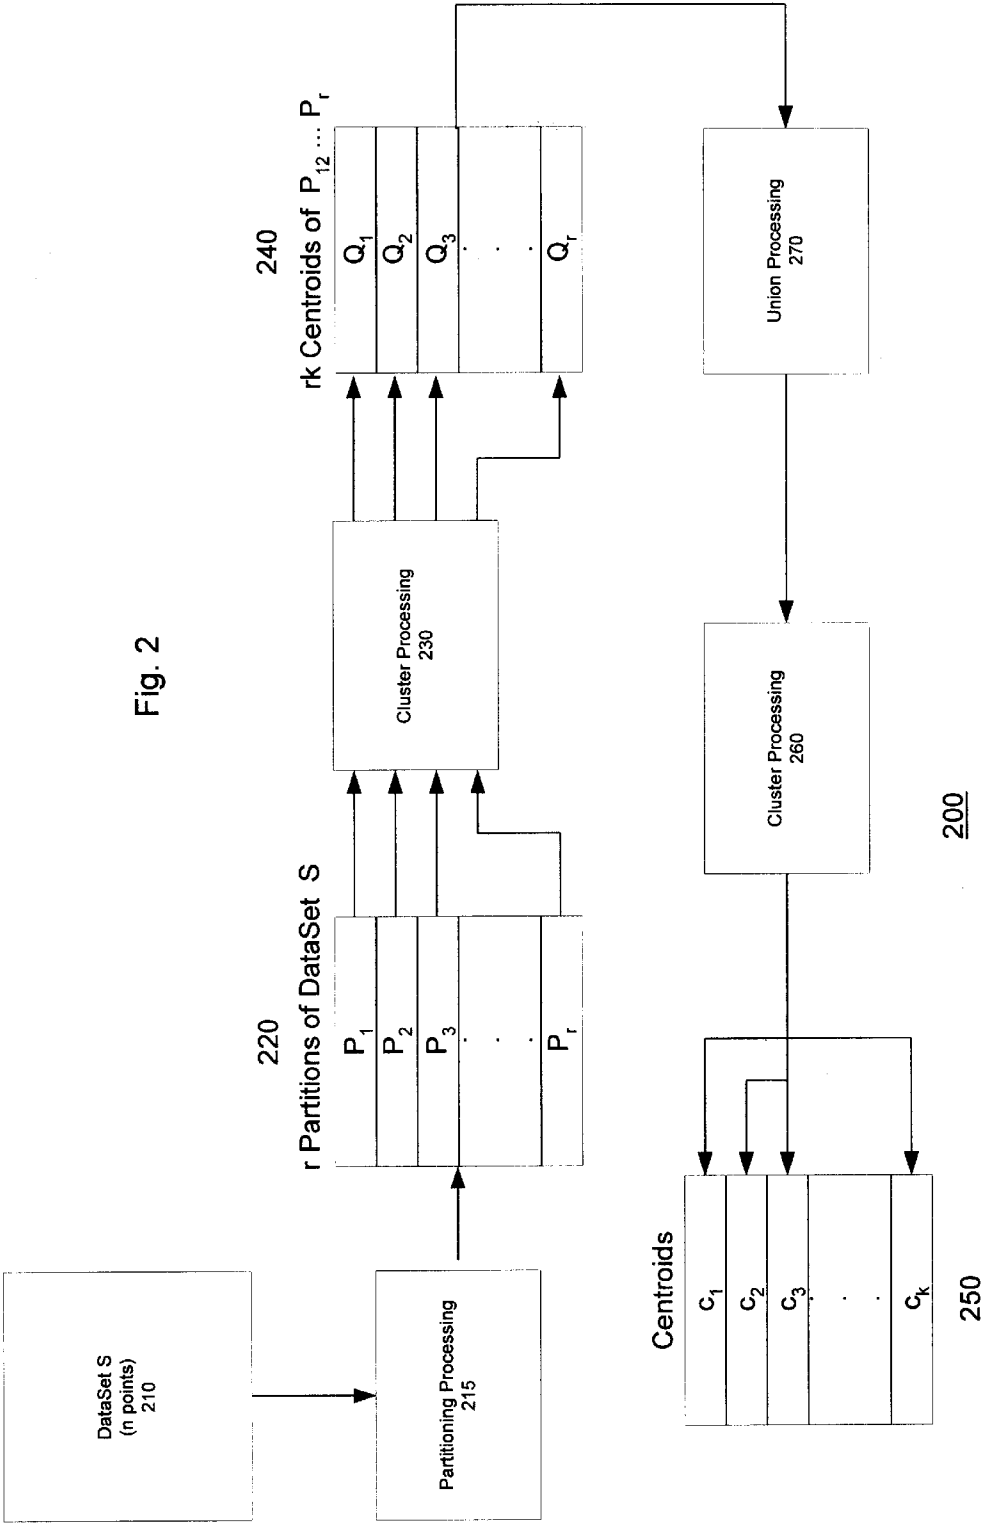 Fig. 2
DataSet S
(n points)
210
Partitioning Processing
215
220
r Partitions of DataSet S
P1
P2
P3
. . .
Pr
Cluster Processing
230
240
rk Centroids of P12 ... Pr
Q1
Q2
Q3
. . .
Qr
Union Processing
270
Cluster Processing
260
Centroids
c1
c2
c3
. . .
ck
250
200